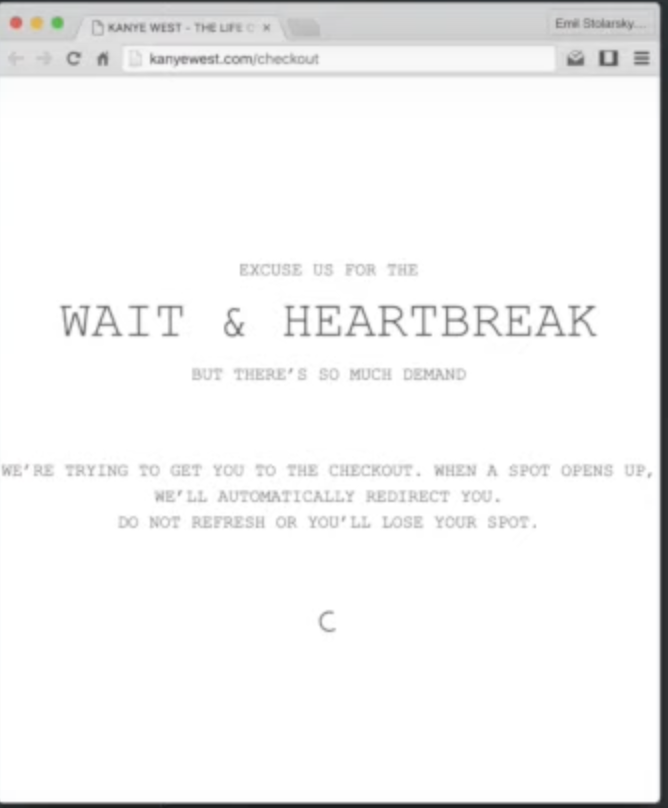 KANYE WEST - THE LIFE O
Emil Stolarsky...
kanyewest.com/checkout
EXCUSE US FOR THE
WAIT & HEARTBREAK
BUT THERE'S SO MUCH DEMAND
WE'RE TRYING TO GET YOU TO THE CHECKOUT. WHEN A SPOT OPENS UP,
WE'LL AUTOMATICALLY REDIRECT YOU.
DO NOT REFRESH OR YOU'LL LOSE YOUR SPOT.